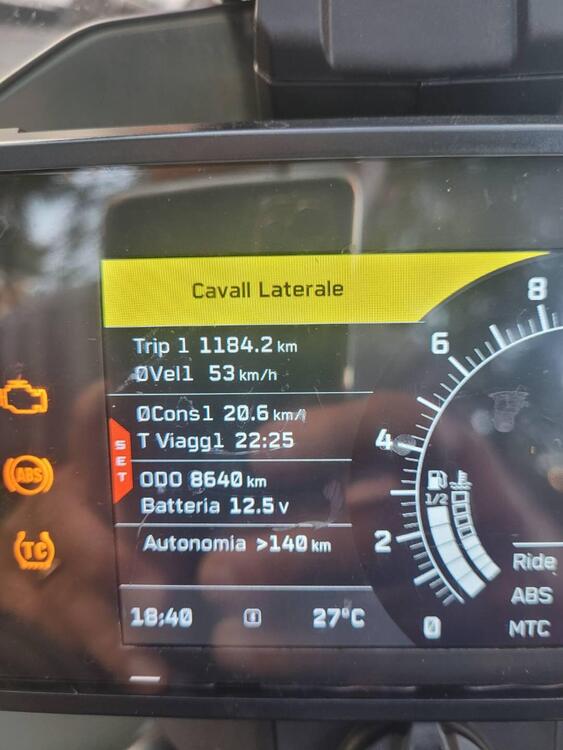 Cavall Laterale
8
Trip 1 1184.2 km
6
ØVel1 53 km/h
ØCons1 20.6 km/l
T Viagg1 22:25
4
SET
ODO 8640 km
ABS
Batteria 12.5 V
1/2
Autonomia >140 km
2
TC
Ride
ABS
18:40 27°C
0
MTC